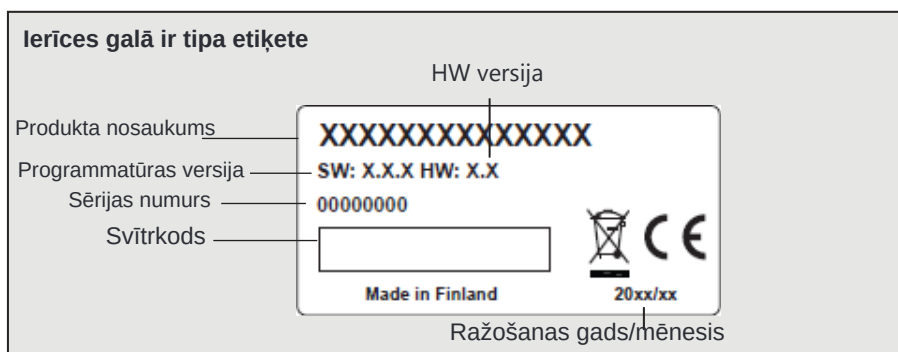 Ierīces galā ir tipa etiķete
HW versija
Produkta nosaukums
XXXXXXXXXXXXXX
Programmatūras versija
SW: X.X.X HW: X.X
Sērijas numurs
00000000
Svītrkods
CE
Made in Finland
20xx/xx
Ražošanas gads/mēnesis